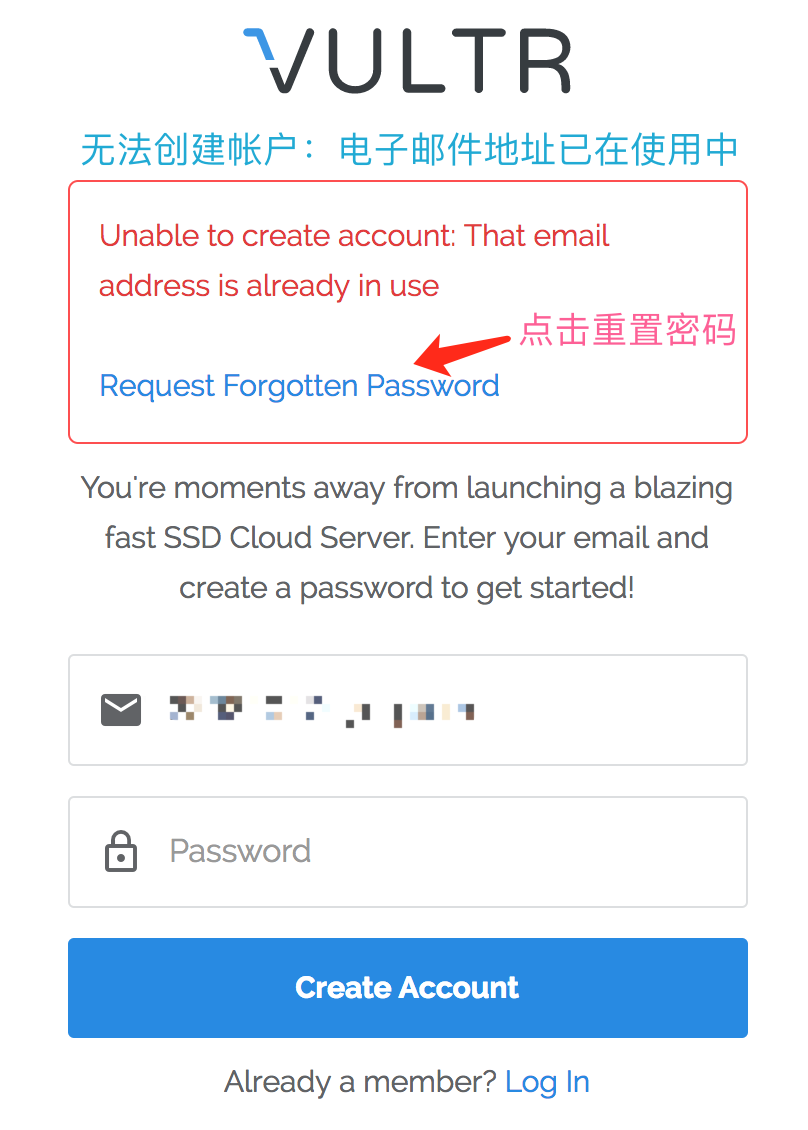 VULTR
无法创建帐户：电子邮件地址已在使用中
Unable to create account: That email
address is already in use
点击重置密码
Request Forgotten Password
You're moments away from launching a blazing
fast SSD Cloud Server. Enter your email and
create a password to get started!
Password
Create Account
Already a member? Log In